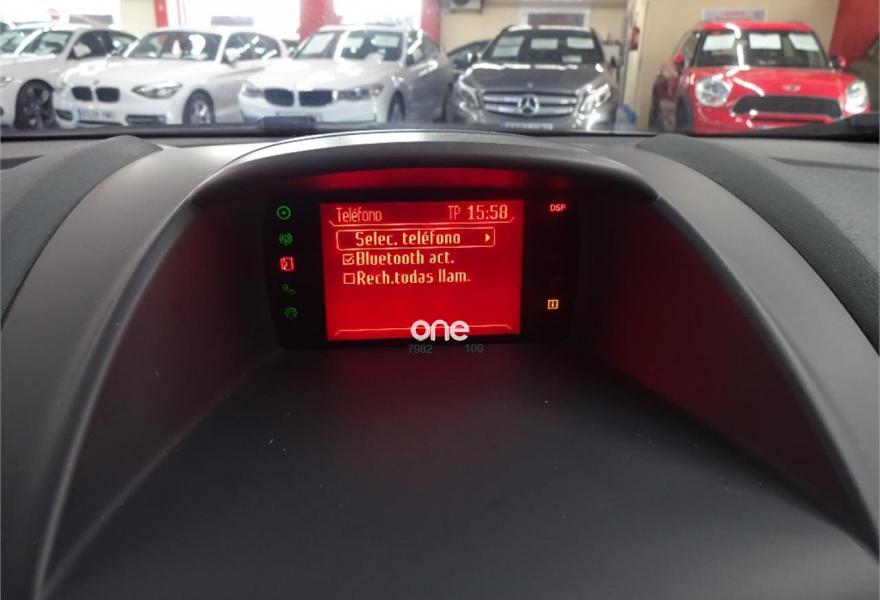 Teléfono TP 15:58
DSP
Selec. teléfono
Bluetooth act.
Rech.todas llam.
one
7982 100